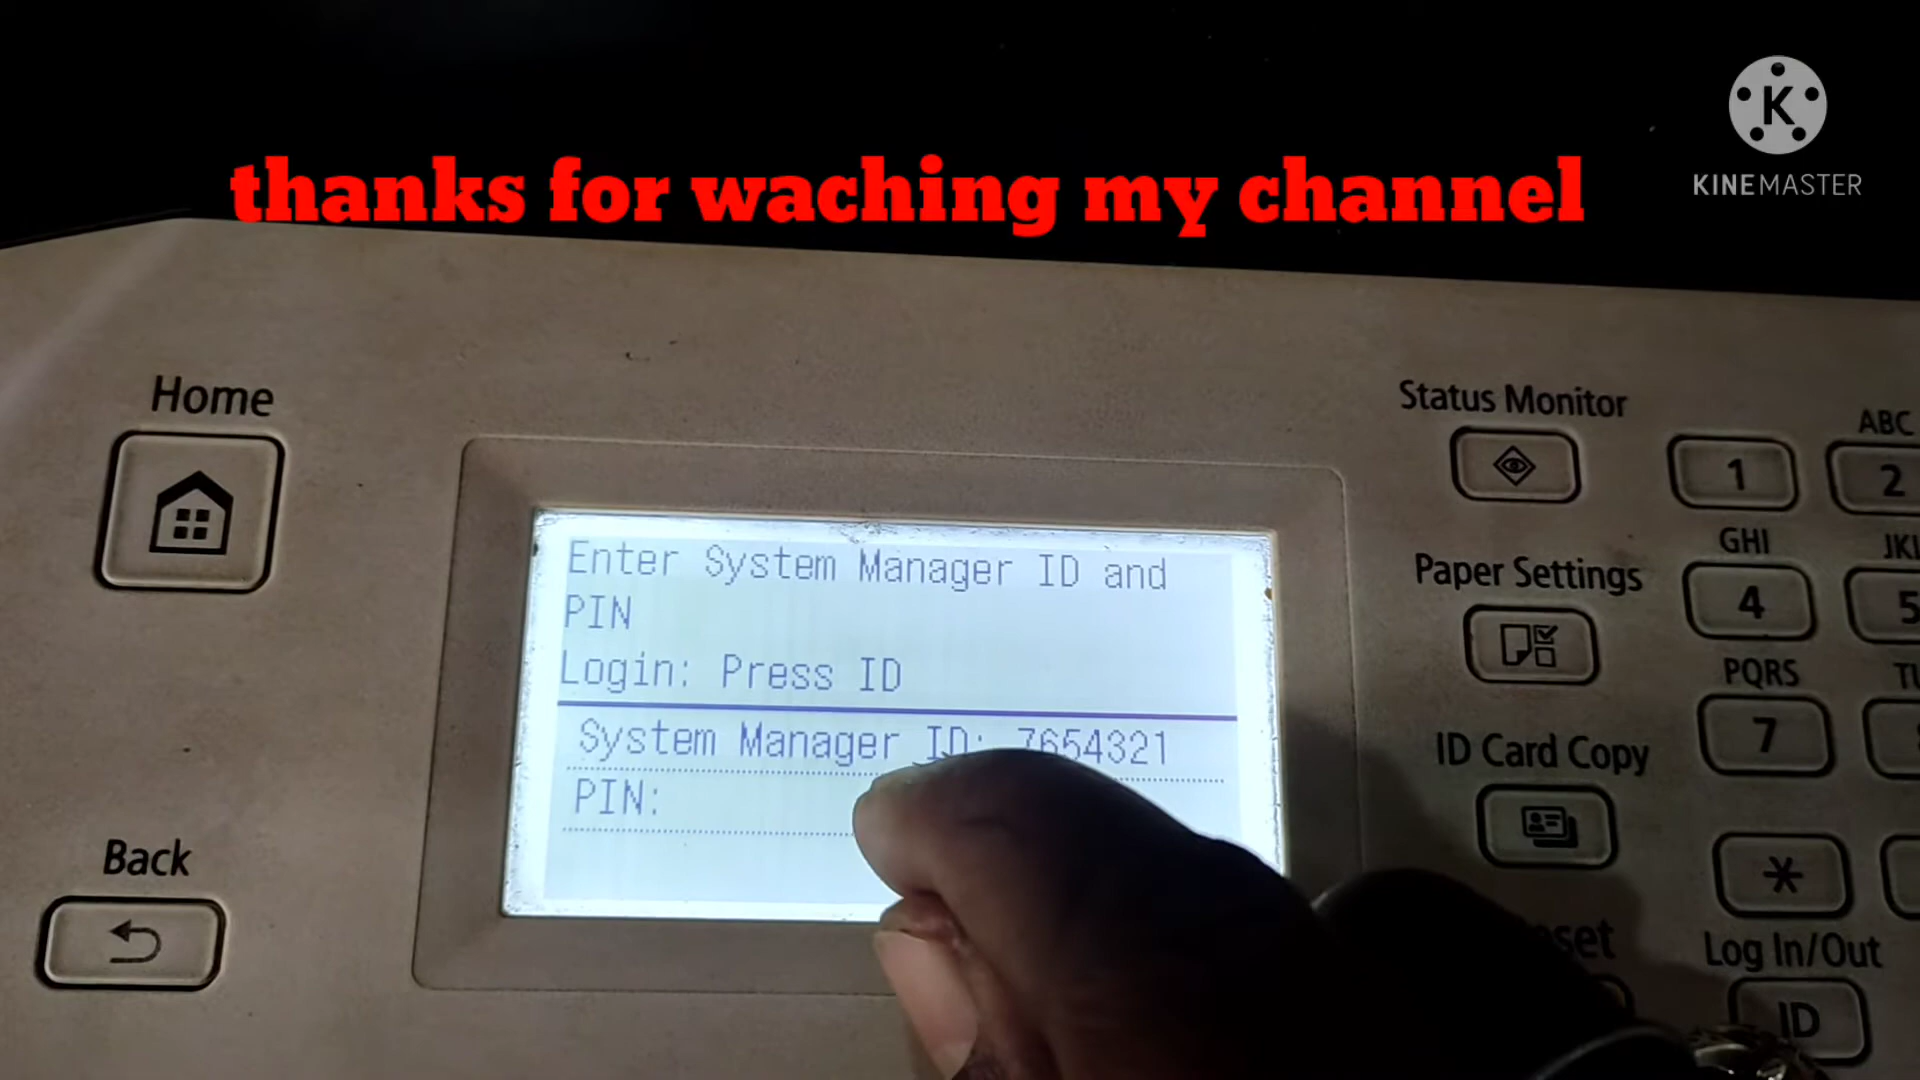 K
KINEMASTER
thanks for waching my channel
Home
Status Monitor
1
ABC
2
Enter System Manager ID and
PIN
Login: Press ID
System Manager ID: 7654321
PIN:
Paper Settings
GHI
4
5
PQRS
7
ID Card Copy
*
Back
Log In/Out
ID